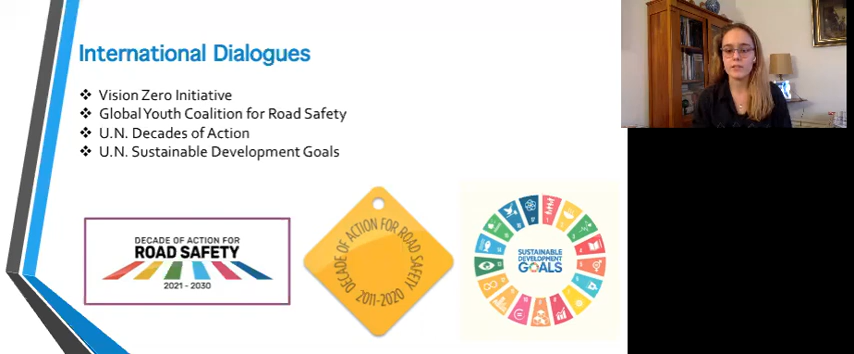 International Dialogues
Vision Zero Initiative
Global Youth Coalition for Road Safety
U.N. Decades of Action
U.N. Sustainable Development Goals
DECADE OF ACTION FOR
ROAD SAFETY
2021 - 2030
DECADE OF ACTION FOR ROAD SAFETY
2011-2020
SUSTAINABLE
DEVELOPMENT
GOALS